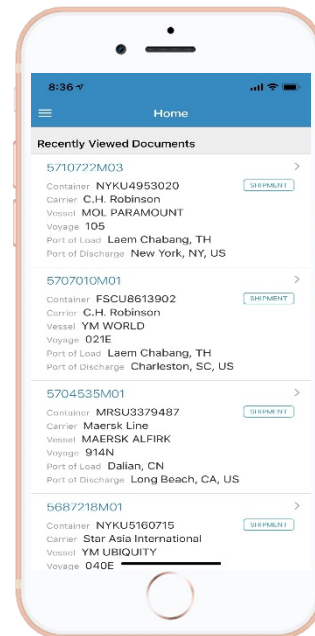 8:36
Home
Recently Viewed Documents
5710722M03
Container NYKU4953020 SHIPMENT
Carrier C.H. Robinson
Vessel MOL PARAMOUNT
Voyage 105
Port of Load Laem Chabang, TH
Port of Discharge New York, NY, US
5707010M01
Container FSCU8613902 SHIPMENT
Carrier C.H. Robinson
Vessel YM WORLD
Voyage 021E
Port of Load Laem Chabang, TH
Port of Discharge Charleston, SC, US
5704535M01
Container MRSU3379487 SHIPMENT
Carrier Maersk Line
Vessel MAERSK ALFIRK
Voyage 914N
Port of Load Dalian, CN
Port of Discharge Long Beach, CA, US
5687218M01
Container NYKU5160715 SHIPMENT
Carrier Star Asia International
Vessel YM UBIQUITY
Voyage 040E